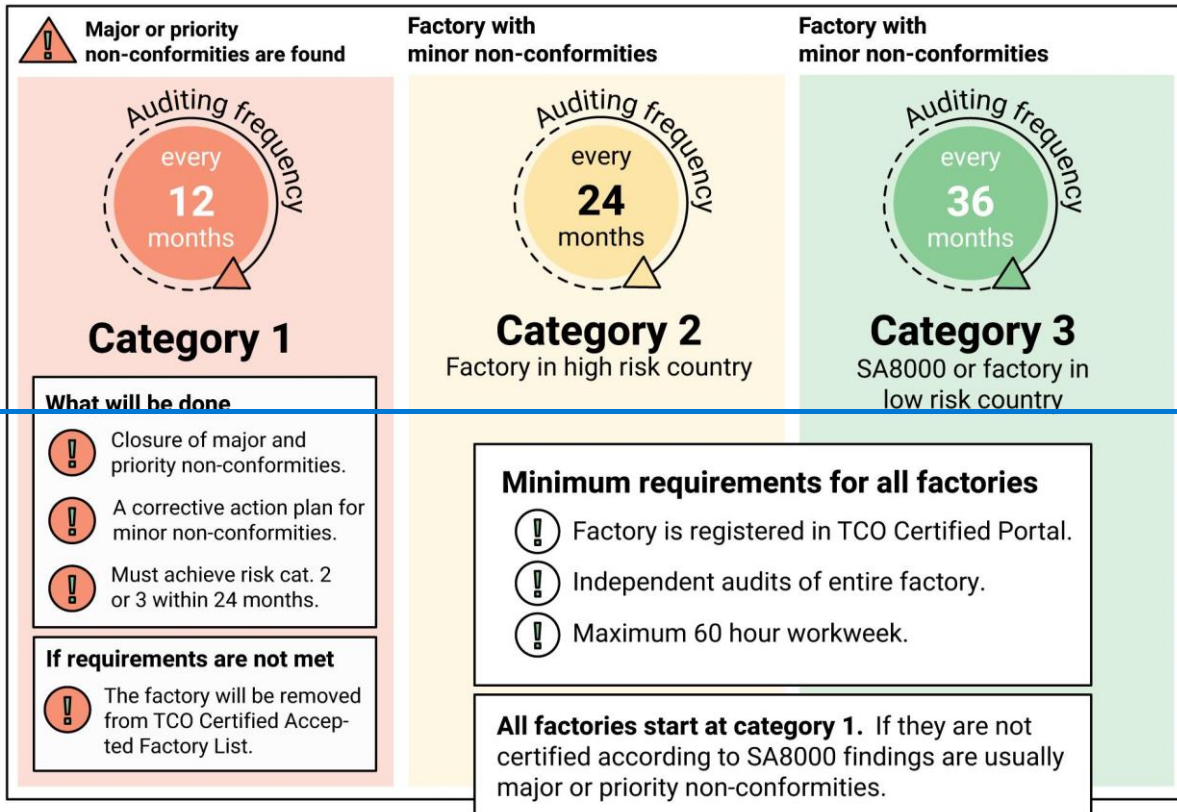 Major or priority
non-conformities are found
Auditing frequency
every
12
months
Category 1
What will be done
Closure of major and
priority non-conformities.
A corrective action plan for
minor non-conformities.
Must achieve risk cat. 2
or 3 within 24 months.
If requirements are not met
The factory will be removed
from TCO Certified Accep-
ted Factory List.
Factory with
minor non-conformities
Auditing frequency
every
24
months
Category 2
Factory in high risk country
Factory with
minor non-conformities
Auditing frequency
every
36
months
Category 3
SA8000 or factory in
low risk country
Minimum requirements for all factories
Factory is registered in TCO Certified Portal.
Independent audits of entire factory.
Maximum 60 hour workweek.
All factories start at category 1. If they are not
certified according to SA8000 findings are usually
major or priority non-conformities.